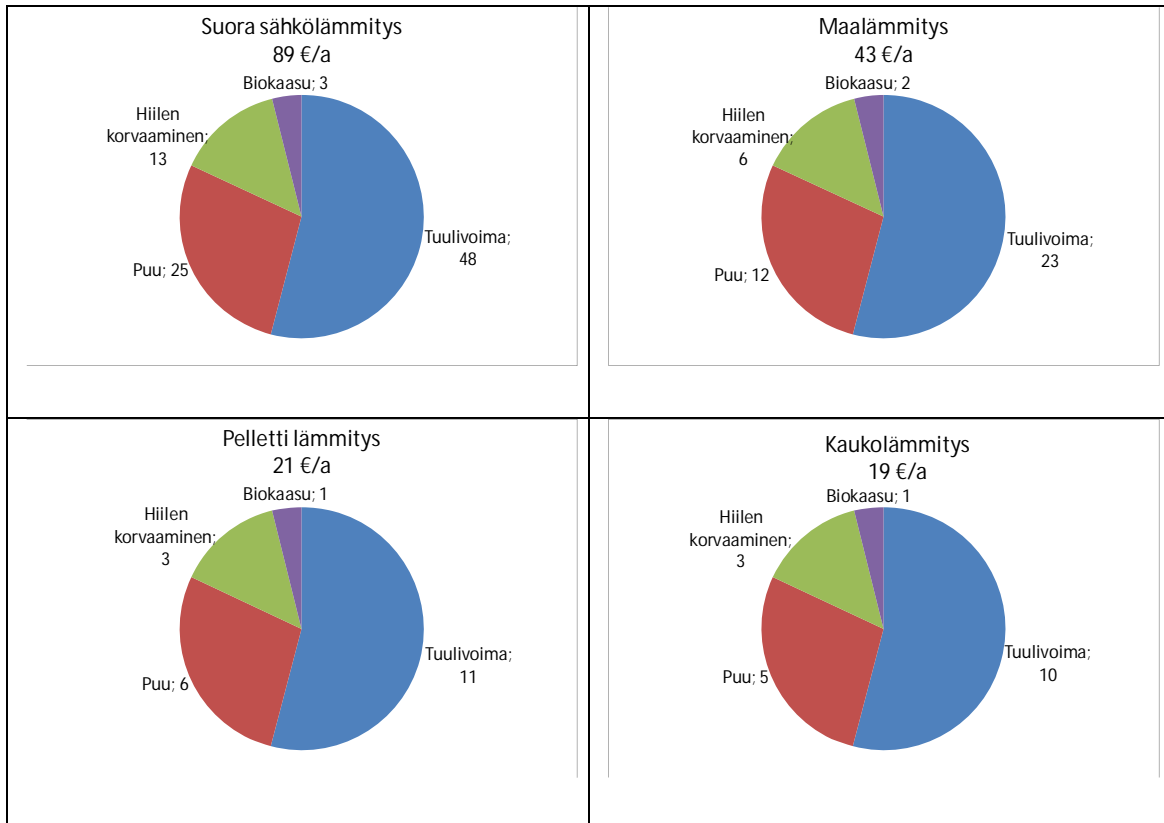 Suora sähkölämmitys
89 €/a
Biokaasu; 3
Hiilen
korvaaminen;
13
Tuulivoima;
48
Puu; 25
Maalämmitys
43 €/a
Biokaasu; 2
Hiilen
korvaaminen;
6
Tuulivoima;
23
Puu; 12
Pelletti lämmitys
21 €/a
Biokaasu; 1
Hiilen
korvaaminen;
3
Tuulivoima;
11
Puu; 6
Kaukolämmitys
19 €/a
Biokaasu; 1
Hiilen
korvaaminen;
3
Tuulivoima;
10
Puu; 5